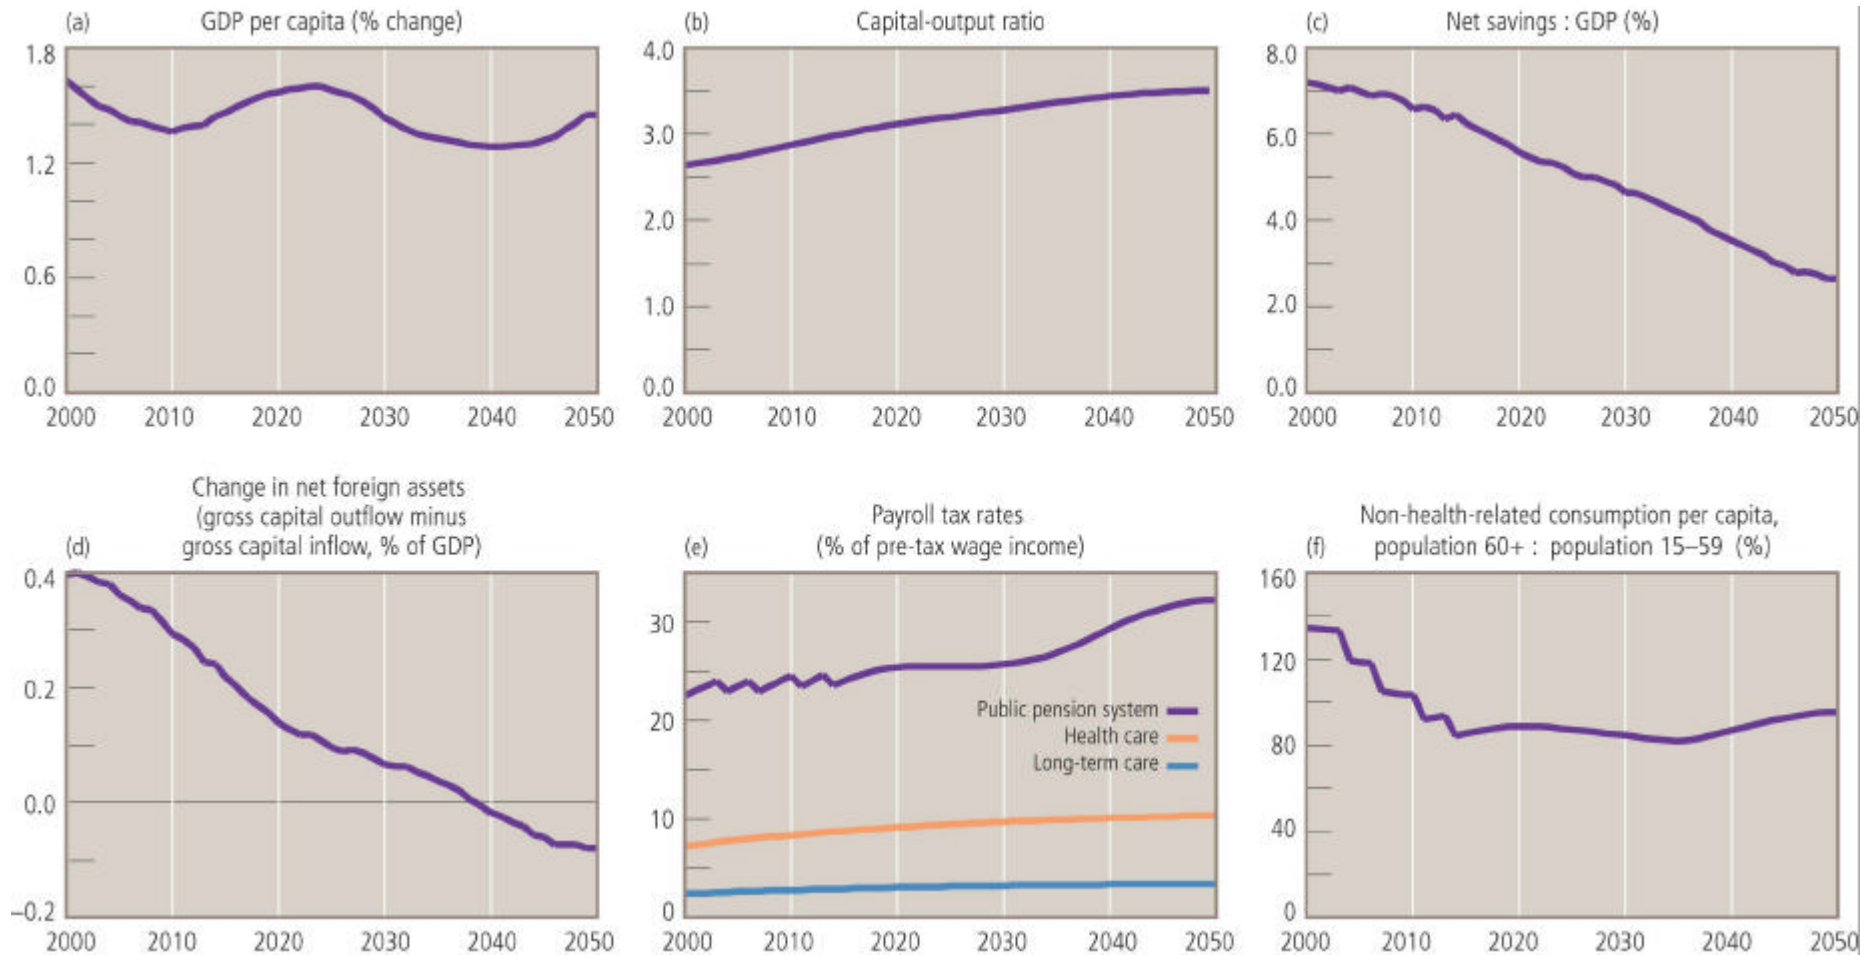 (a) GDP per capita (% change)
1.8
1.2
0.6
0.0
2000 2010 2020 2030 2040 2050
(b) Capital-output ratio
4.0
3.0
2.0
1.0
0.0
2000 2010 2020 2030 2040 2050
(c) Net savings : GDP (%)
8.0
6.0
4.0
2.0
0.0
2000 2010 2020 2030 2040 2050
Change in net foreign assets
(gross capital outflow minus
(d) gross capital inflow, % of GDP)
0.4
0.2
0.0
–0.2
2000 2010 2020 2030 2040 2050
Payroll tax rates
(e) (% of pre-tax wage income)
30
20
Public pension system
Health care
Long-term care
10
0
2000 2010 2020 2030 2040 2050
Non-health-related consumption per capita,
(f) population 60+ : population 15–59 (%)
160
120
80
40
0
2000 2010 2020 2030 2040 2050